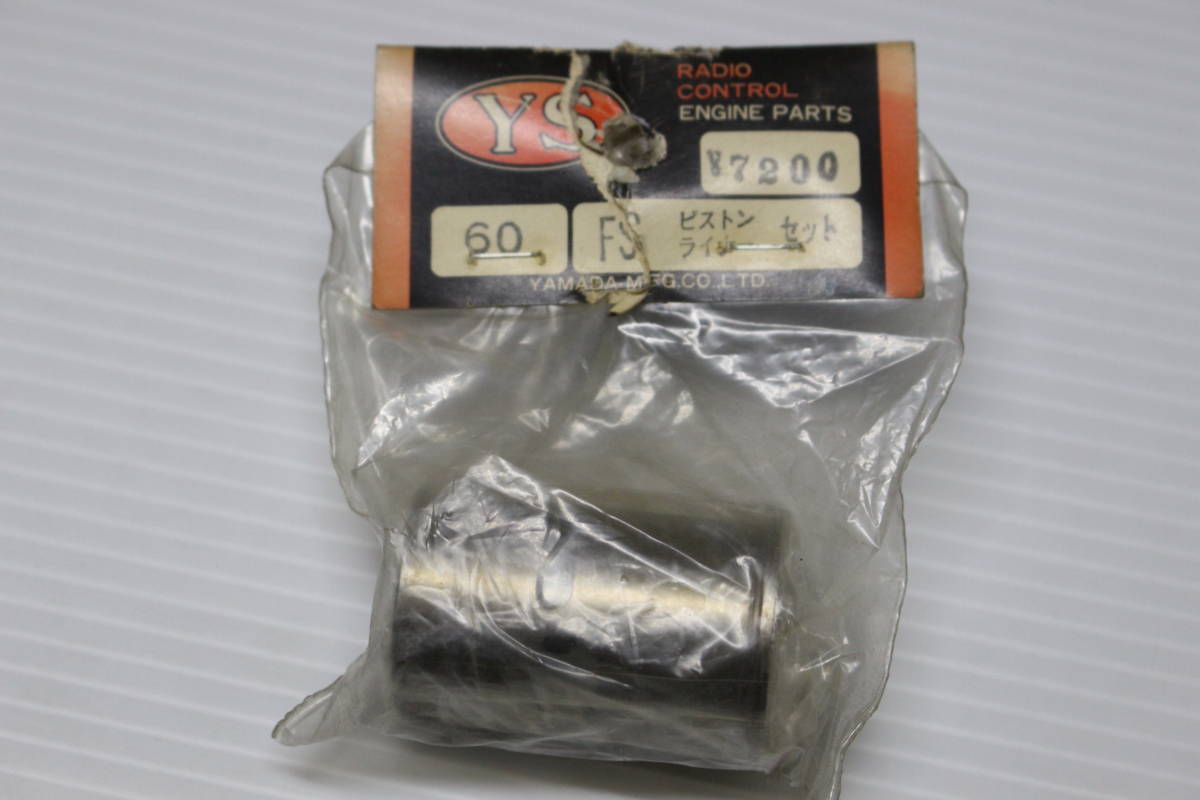 YS
RADIO
CONTROL
ENGINE PARTS
¥7200
60
FS
ピストン
ライナー
セット
YAMADA MFG.CO.,LTD.